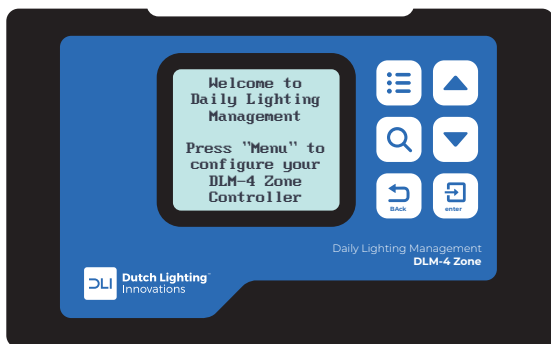 Welcome to
Daily Lighting
Management
Press "Menu" to
configure your
DLM-4 Zone
Controller
BAck
enter
Daily Lighting Management
DLM-4 Zone
DLI
Dutch Lighting
Innovations